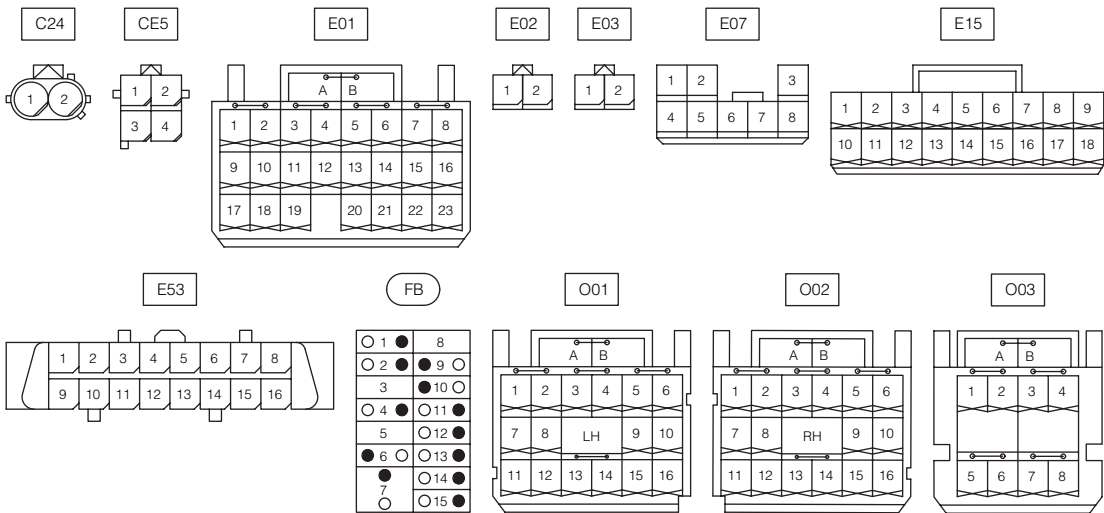 C24
1 2
CE5
1 2
3 4
E01
A B
1 2 3 4 5 6 7 8
9 10 11 12 13 14 15 16
17 18 19 20 21 22 23
E02
1 2
E03
1 2
E07
1 2 3
4 5 6 7 8
E15
1 2 3 4 5 6 7 8 9
10 11 12 13 14 15 16 17 18
E53
1 2 3 4 5 6 7 8
9 10 11 12 13 14 15 16
FB
1 8
2 9
3 10
4 11
5 12
6 13
7 14
15
O01
A B
1 2 3 4 5 6
7 8 LH 9 10
11 12 13 14 15 16
O02
A B
1 2 3 4 5 6
7 8 RH 9 10
11 12 13 14 15 16
O03
A B
1 2 3 4
5 6 7 8